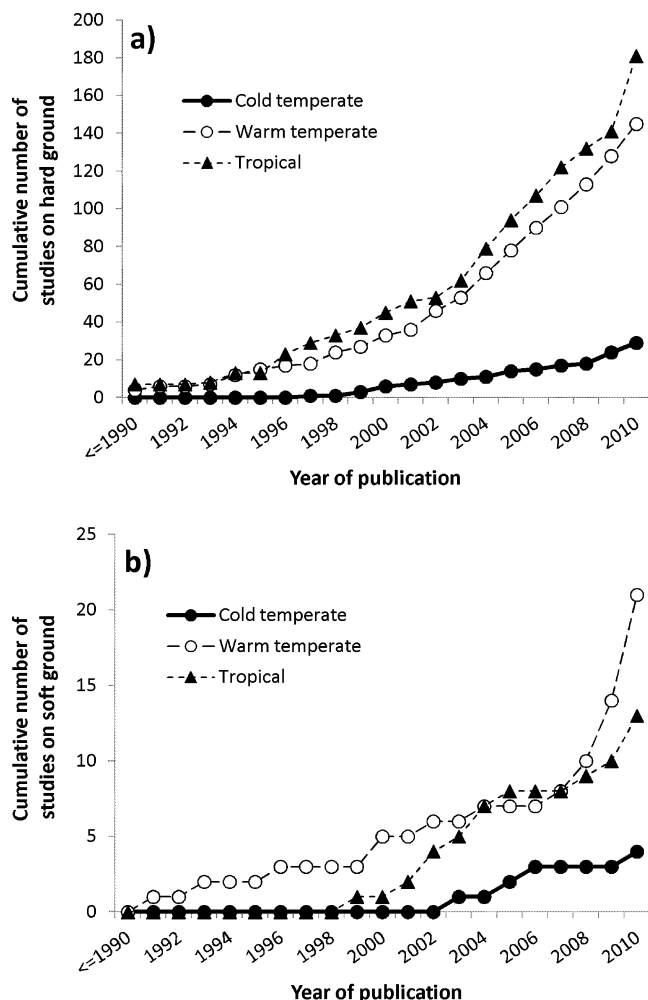 a)
Cumulative number of
studies on hard ground
200
180
160
140
120
100
80
60
40
20
0
Cold temperate
Warm temperate
Tropical
<=1990
1992
1994
1996
1998
2000
2002
2004
2006
2008
2010
Year of publication
b)
Cumulative number of
studies on soft ground
25
20
15
10
5
0
Cold temperate
Warm temperate
Tropical
<=1990
1992
1994
1996
1998
2000
2002
2004
2006
2008
2010
Year of publication